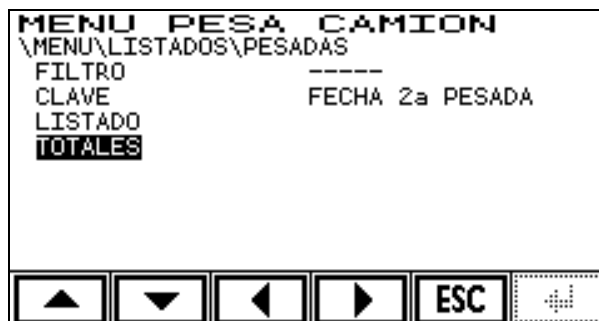 MENU PESA CAMION
\MENU\LISTADOS\PESADAS
FILTRO -----
CLAVE FECHA 2a PESADA
LISTADO
TOTALES
ESC